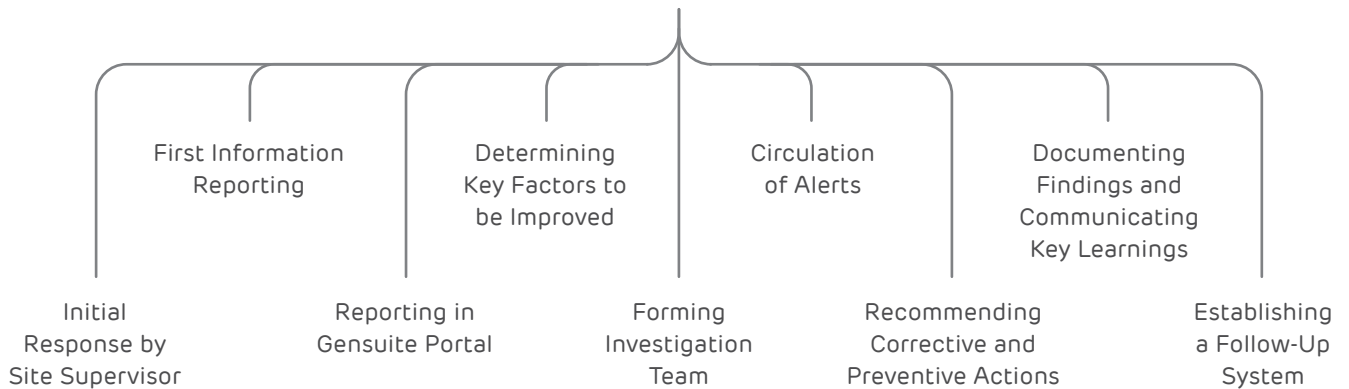 First Information
Reporting
Determining
Key Factors to
be Improved
Circulation
of Alerts
Documenting
Findings and
Communicating
Key Learnings
Initial
Response by
Site Supervisor
Reporting in
Gensuite Portal
Forming
Investigation
Team
Recommending
Corrective and
Preventive Actions
Establishing
a Follow-Up
System